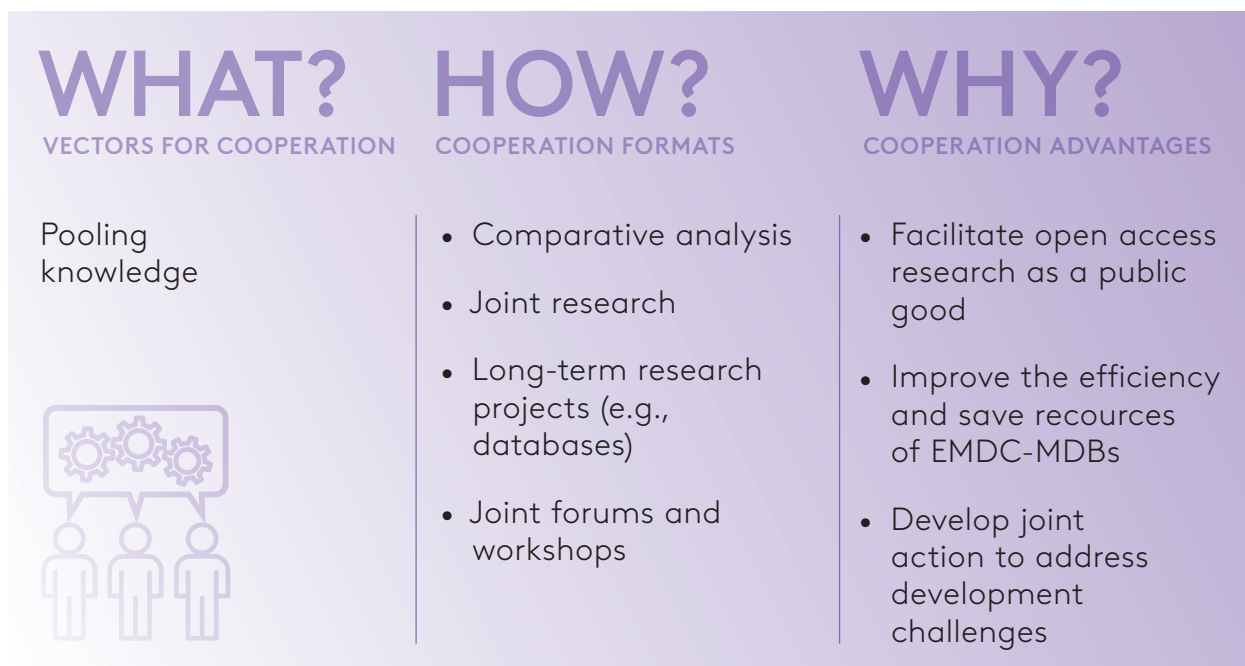 WHAT?
VECTORS FOR COOPERATION
Pooling
knowledge
HOW?
COOPERATION FORMATS
• Comparative analysis
• Joint research
• Long-term research
projects (e.g.,
databases)
• Joint forums and
workshops
WHY?
COOPERATION ADVANTAGES
• Facilitate open access
research as a public
good
• Improve the efficiency
and save recources
of EMDC-MDBs
• Develop joint
action to address
development
challenges